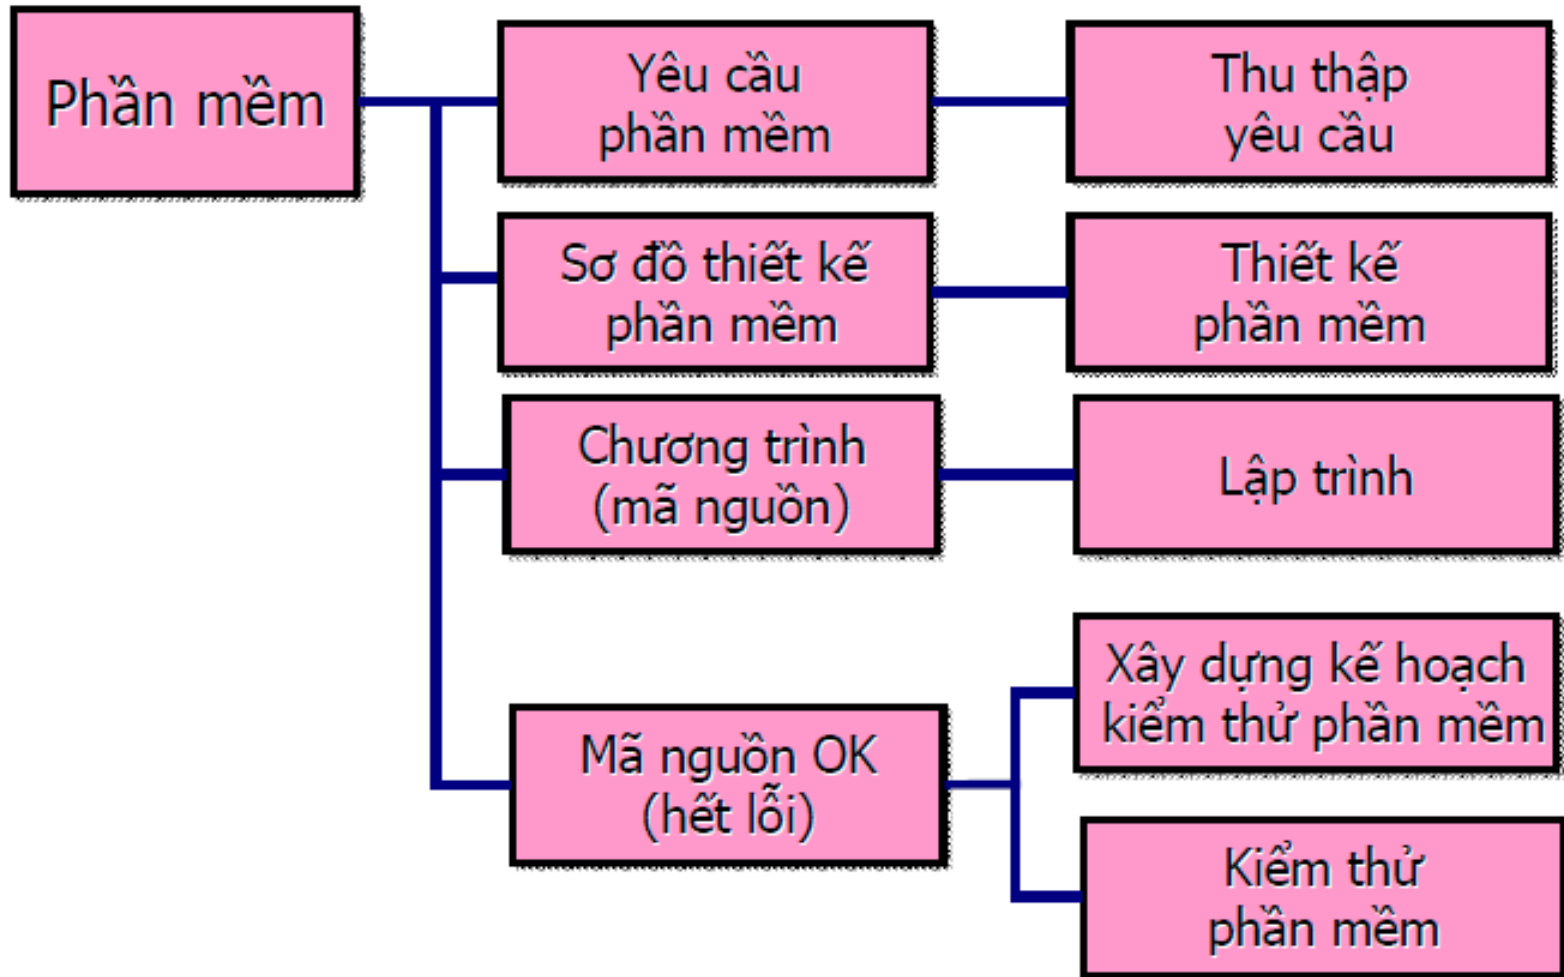 Phần mềm
Yêu cầu
phần mềm
Thu thập
yêu cầu
Sơ đồ thiết kế
phần mềm
Thiết kế
phần mềm
Chương trình
(mã nguồn)
Lập trình
Mã nguồn OK
(hết lỗi)
Xây dựng kế hoạch
kiểm thử phần mềm
Kiểm thử
phần mềm